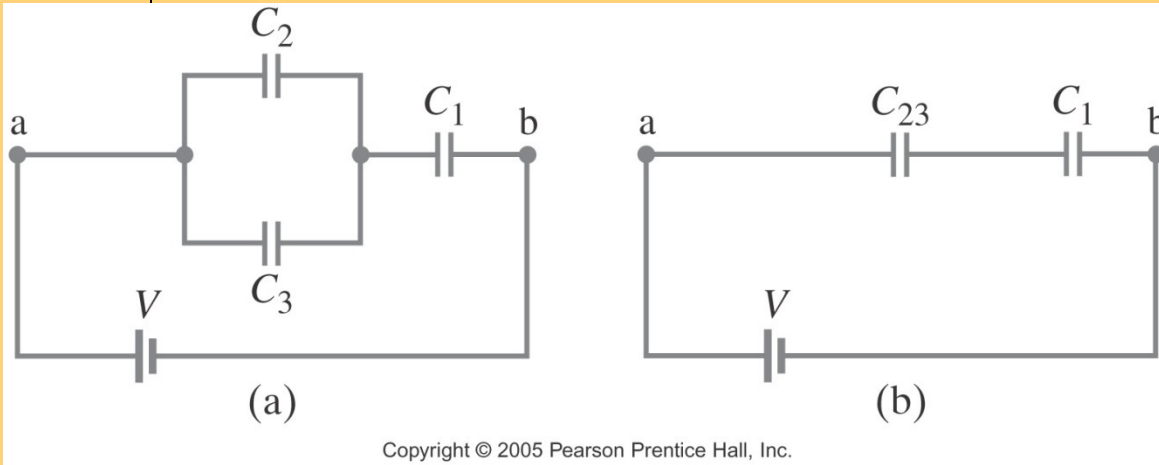 C₂
C₁
a
b
C₃
V
(a)
C₂₃
C₁
a
b
V
(b)
Copyright © 2005 Pearson Prentice Hall, Inc.